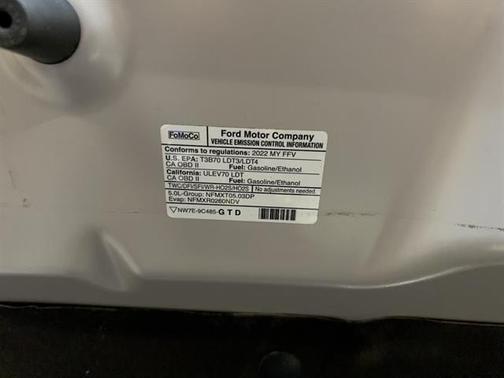 FoMoCo
Ford Motor Company
VEHICLE EMISSION CONTROL INFORMATION
Conforms to regulations: 2022 MY FFV
U.S. EPA: T3B70 LDT3/LDT4
CA OBD II Fuel: Gasoline/Ethanol
California: ULEV70 LDT
CA OBD II Fuel: Gasoline/Ethanol
TWC/DFI/SFI/WR-HO2S/HO2S No adjustments needed.
5.0L-Group: NFMXT05.03DP
Evap: NFMXR0260NDV
NW7E-9C485-GTD